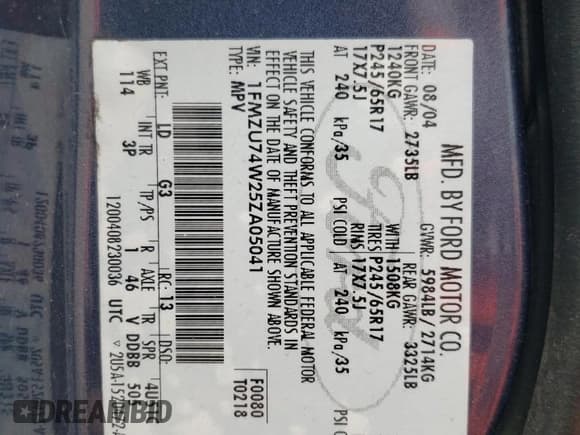 MFD. BY FORD MOTOR CO.
DATE: 08/04 GVWR: 5984LB/2714KG
FRONT GAWR: 2735LB REAR GAWR: 3325LB
1240KG WITH 1508KG
P245/65R17 TIRES P245/65R17
17X7.5J RIMS 17X7.5J
AT 240 kPa/35 PSI COLD AT 240 kPa/35 PSI
Ford
THIS VEHICLE CONFORMS TO ALL APPLICABLE FEDERAL MOTOR
VEHICLE SAFETY AND THEFT PREVENTION STANDARDS IN
EFFECT ON THE DATE OF MANUFACTURE SHOWN ABOVE.
VIN: 1FMZU74W25ZA05041 F0080
TYPE: MPV T0218
EXT PNT: LD G3 RC: 13 DSO:
WB INT TR TP/PS R AXLE TR SPR
114 3P 1 46 V DDBB
1200408230036 UTC
DREAMBID